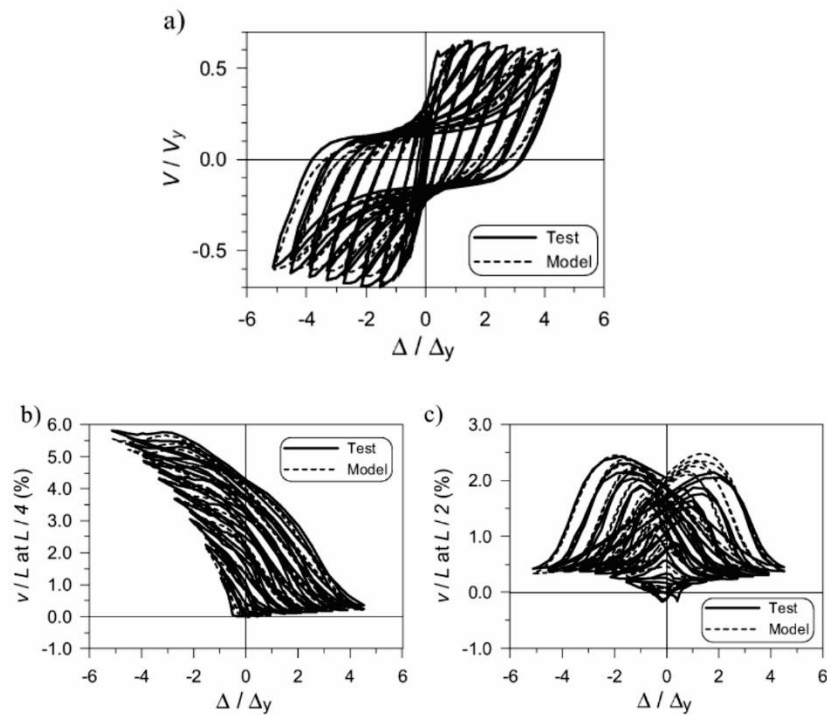 a)
0.5
0.0
-0.5
V / Vy
Test
Model
-6 -4 -2 0 2 4 6
Δ / Δy
b)
6.0
5.0
4.0
3.0
2.0
1.0
0.0
-1.0
v / L at L / 4 (%)
Test
Model
-6 -4 -2 0 2 4 6
Δ / Δy
c)
3.0
2.0
1.0
0.0
-1.0
v / L at L / 2 (%)
Test
Model
-6 -4 -2 0 2 4 6
Δ / Δy